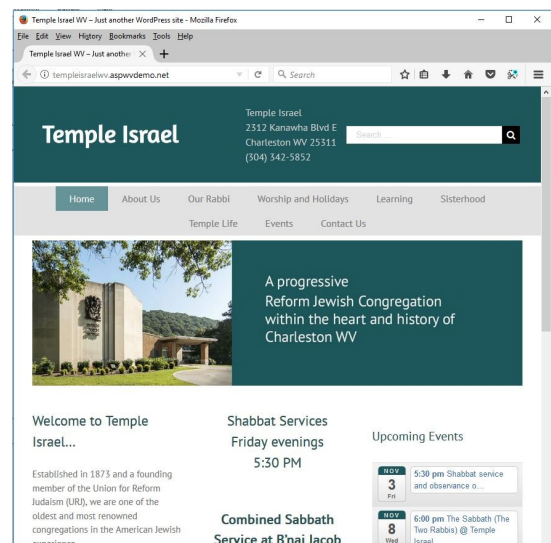 Temple Israel WV – Just another WordPress site - Mozilla Firefox
File Edit View History Bookmarks Tools Help
Temple Israel WV – Just another
templeisraelwv.aspwvdemo.net
Search
Temple Israel
Temple Israel
2312 Kanawha Blvd E
Charleston WV 25311
(304) 342-5852
Search …
Home About Us Our Rabbi Worship and Holidays Learning Sisterhood
Temple Life Events Contact Us
A progressive
Reform Jewish Congregation
within the heart and history of
Charleston WV
Welcome to Temple
Israel…
Established in 1873 and a founding
member of the Union for Reform
Judaism (URJ), we are one of the
oldest and most renowned
congregations in the American Jewish
experience
Shabbat Services
Friday evenings
5:30 PM
Combined Sabbath
Service at B'nai Jacob
Upcoming Events
NOV
3
Fri
5:30 pm Shabbat service
and observance o...
NOV
8
Wed
6:00 pm The Sabbath (The
Two Rabbis) @ Temple
Israel